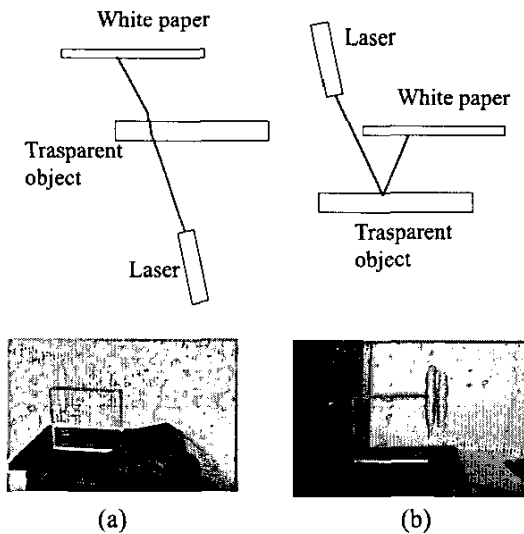 White paper
Trasparent
object
Laser
(a)
Laser
White paper
Trasparent
object
(b)